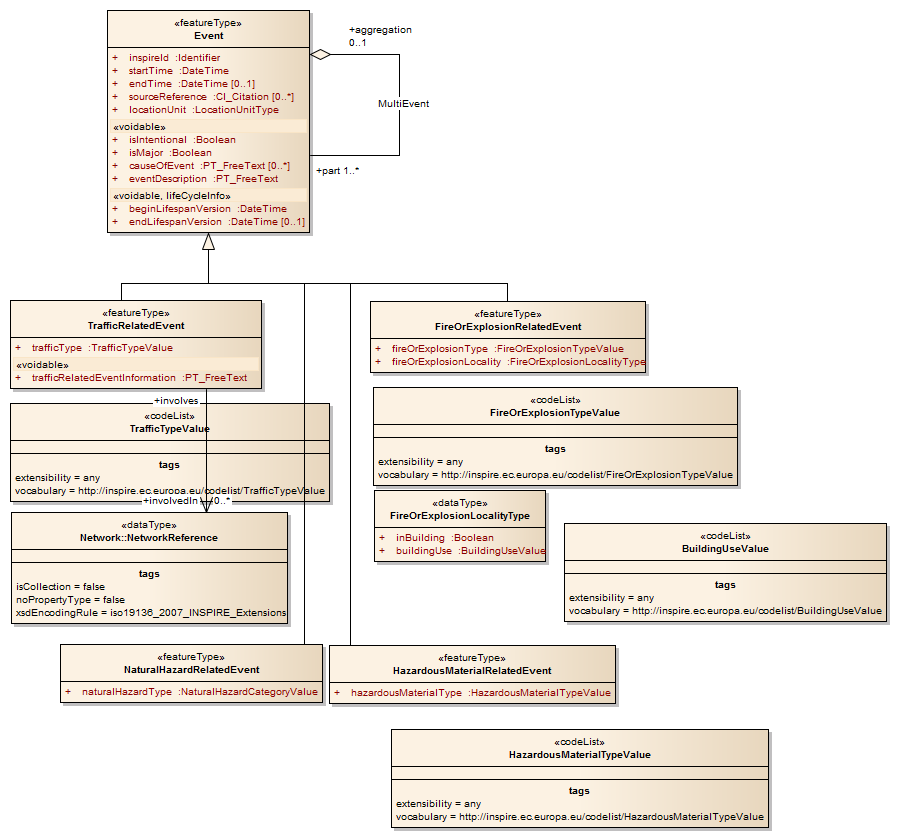 «featureType»
Event
+ inspireId :Identifier
+ startTime :DateTime
+ endTime :DateTime [0..1]
+ sourceReference :CI_Citation [0..*]
+ locationUnit :LocationUnitType
«voidable»
+ isIntentional :Boolean
+ isMajor :Boolean
+ causeOfEvent :PT_FreeText [0..*]
+ eventDescription :PT_FreeText
«voidable, lifeCycleInfo»
+ beginLifespanVersion :DateTime
+ endLifespanVersion :DateTime [0..1]
+aggregation
0..1
MultiEvent
+part 1..*
«featureType»
TrafficRelatedEvent
+ trafficType :TrafficTypeValue
«voidable»
+ trafficRelatedEventInformation :PT_FreeText
«featureType»
FireOrExplosionRelatedEvent
+ fireOrExplosionType :FireOrExplosionTypeValue
+ fireOrExplosionLocality :FireOrExplosionLocalityType
+involves
«codeList»
TrafficTypeValue
tags
extensibility = any
vocabulary = http://inspire.ec.europa.eu/codelist/TrafficTypeValue
+involvedIn 0..*
«codeList»
FireOrExplosionTypeValue
tags
extensibility = any
vocabulary = http://inspire.ec.europa.eu/codelist/FireOrExplosionTypeValue
«dataType»
FireOrExplosionLocalityType
+ inBuilding :Boolean
+ buildingUse :BuildingUseValue
«dataType»
Network::NetworkReference
tags
isCollection = false
noPropertyType = false
xsdEncodingRule = iso19136_2007_INSPIRE_Extensions
«codeList»
BuildingUseValue
tags
extensibility = any
vocabulary = http://inspire.ec.europa.eu/codelist/BuildingUseValue
«featureType»
NaturalHazardRelatedEvent
+ naturalHazardType :NaturalHazardCategoryValue
«featureType»
HazardousMaterialRelatedEvent
+ hazardousMaterialType :HazardousMaterialTypeValue
«codeList»
HazardousMaterialTypeValue
tags
extensibility = any
vocabulary = http://inspire.ec.europa.eu/codelist/HazardousMaterialTypeValue